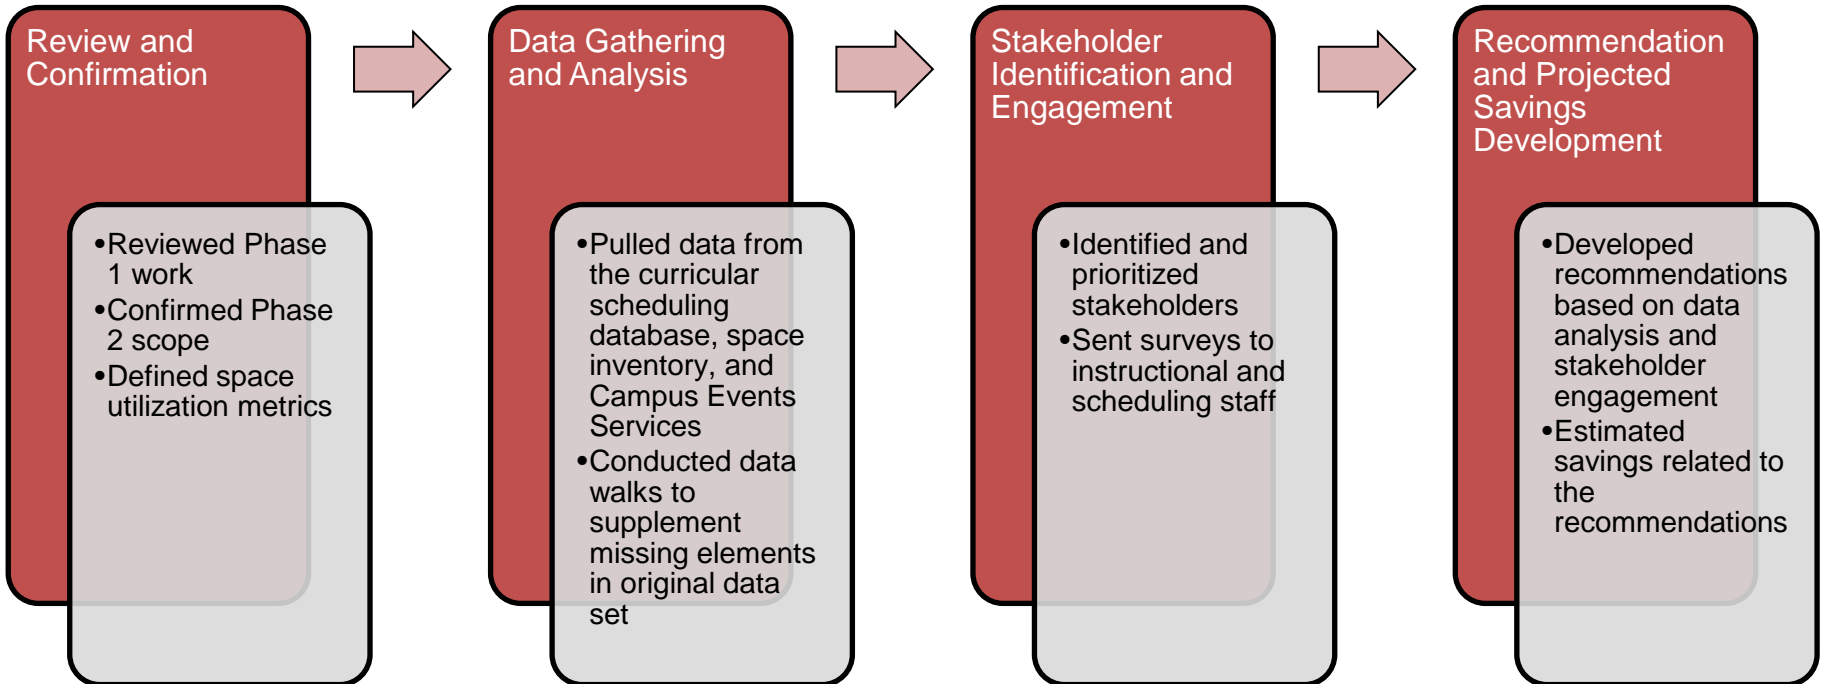 Review and
Confirmation
•Reviewed Phase
1 work
•Confirmed Phase
2 scope
•Defined space
utilization metrics
Data Gathering
and Analysis
•Pulled data from
the curricular
scheduling
database, space
inventory, and
Campus Events
Services
•Conducted data
walks to
supplement
missing elements
in original data
set
Stakeholder
Identification and
Engagement
•Identified and
prioritized
stakeholders
•Sent surveys to
instructional and
scheduling staff
Recommendation
and Projected
Savings
Development
•Developed
recommendations
based on data
analysis and
stakeholder
engagement
•Estimated
savings related to
the
recommendations